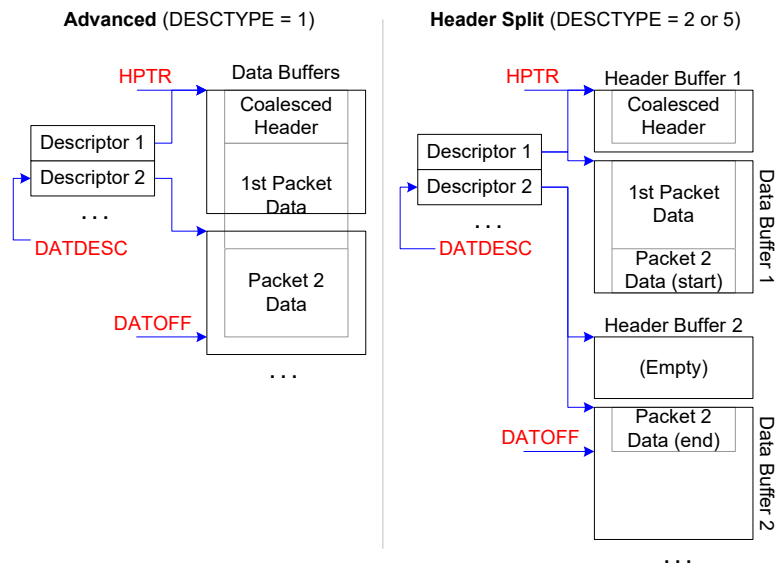 Advanced (DESCTYPE = 1)
HPTR
Data Buffers
Coalesced
Header
Descriptor 1
Descriptor 2
1st Packet
Data
. . .
DATDESC
Packet 2
Data
DATOFF
. . .
Header Split (DESCTYPE = 2 or 5)
HPTR
Header Buffer 1
Coalesced
Header
Descriptor 1
Descriptor 2
1st Packet
Data
. . .
DATDESC
Packet 2
Data (start)
Data Buffer 1
Header Buffer 2
(Empty)
Packet 2
Data (end)
DATOFF
Data Buffer 2
. . .